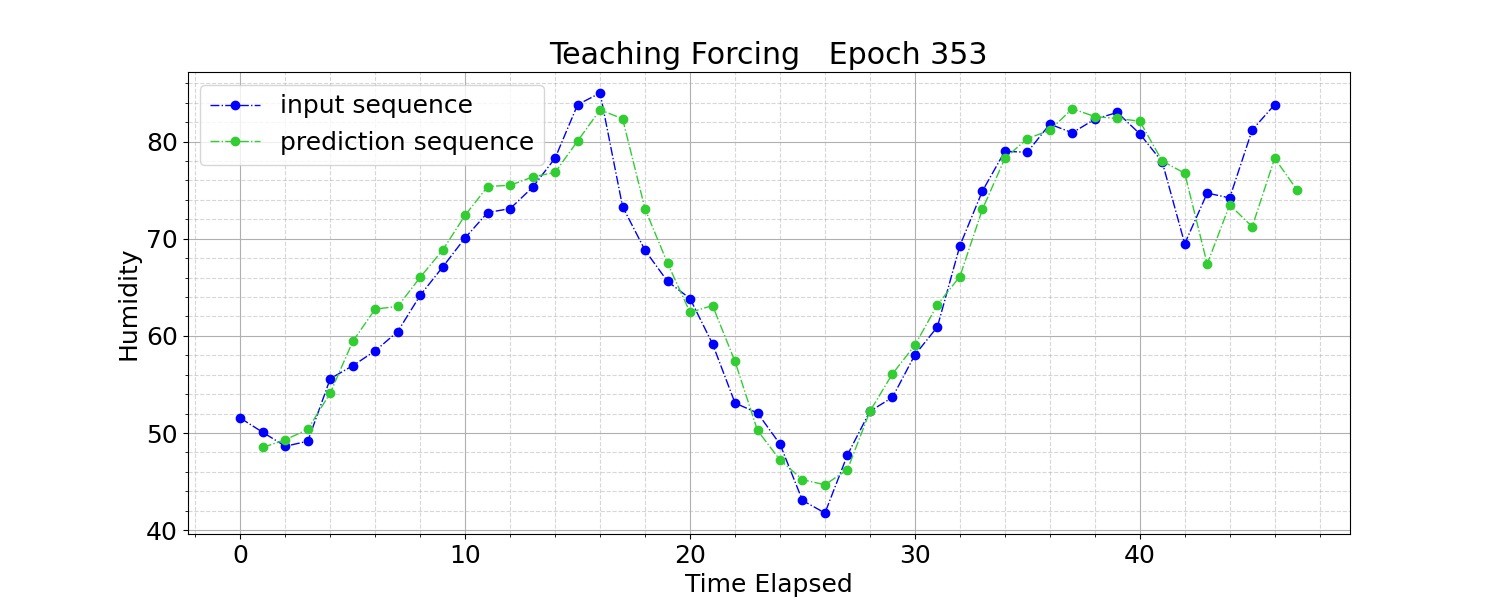 Teaching Forcing   Epoch 353
input sequence
prediction sequence
Humidity
80
70
60
50
40
0 10 20 30 40
Time Elapsed